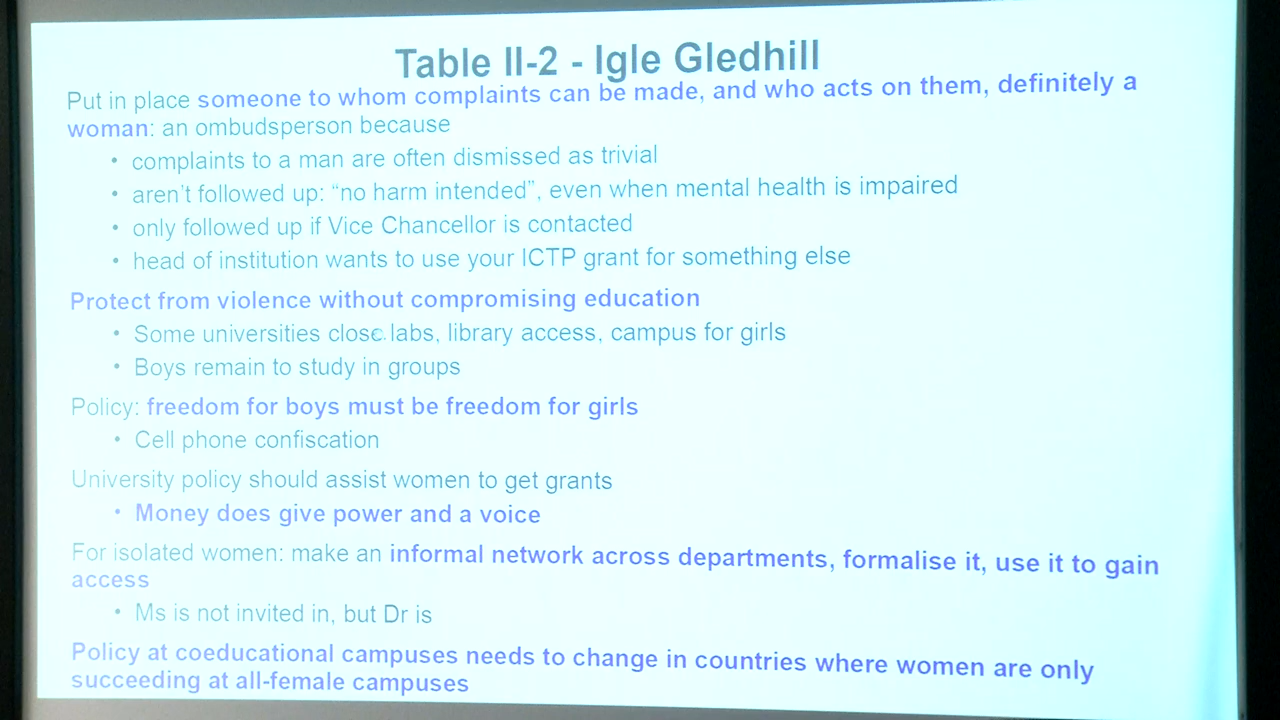 Table II-2 - Igle Gledhill
Put in place someone to whom complaints can be made, and who acts on them, definitely a
woman: an ombudsperson because
• complaints to a man are often dismissed as trivial
• aren't followed up: “no harm intended”, even when mental health is impaired
• only followed up if Vice Chancellor is contacted
• head of institution wants to use your ICTP grant for something else
Protect from violence without compromising education
• Some universities close labs, library access, campus for girls
• Boys remain to study in groups
Policy: freedom for boys must be freedom for girls
• Cell phone confiscation
University policy should assist women to get grants
• Money does give power and a voice
For isolated women: make an informal network across departments, formalise it, use it to gain
access
• Ms is not invited in, but Dr is
Policy at coeducational campuses needs to change in countries where women are only
succeeding at all-female campuses